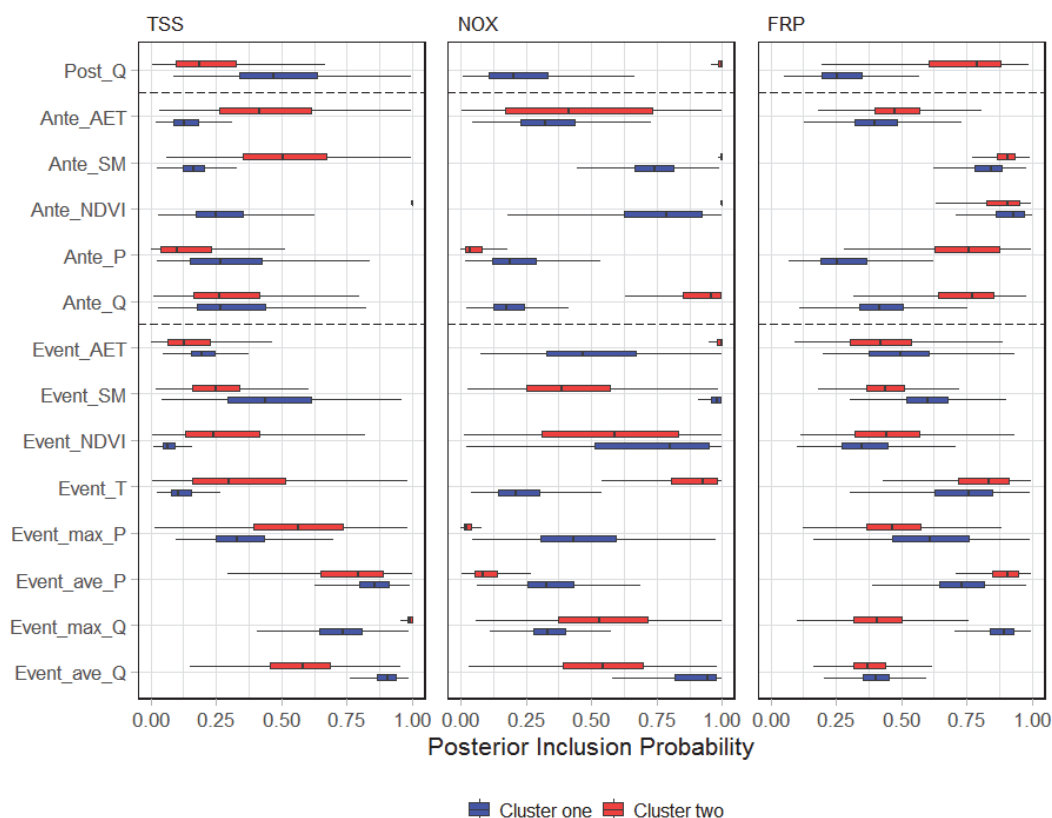 TSS NOX FRP
Post_Q
Ante_AET
Ante_SM
Ante_NDVI
Ante_P
Ante_Q
Event_AET
Event_SM
Event_NDVI
Event_T
Event_max_P
Event_ave_P
Event_max_Q
Event_ave_Q
0.00 0.25 0.50 0.75 1.00 0.00 0.25 0.50 0.75 1.00 0.00 0.25 0.50 0.75 1.00
Posterior Inclusion Probability
Cluster one Cluster two